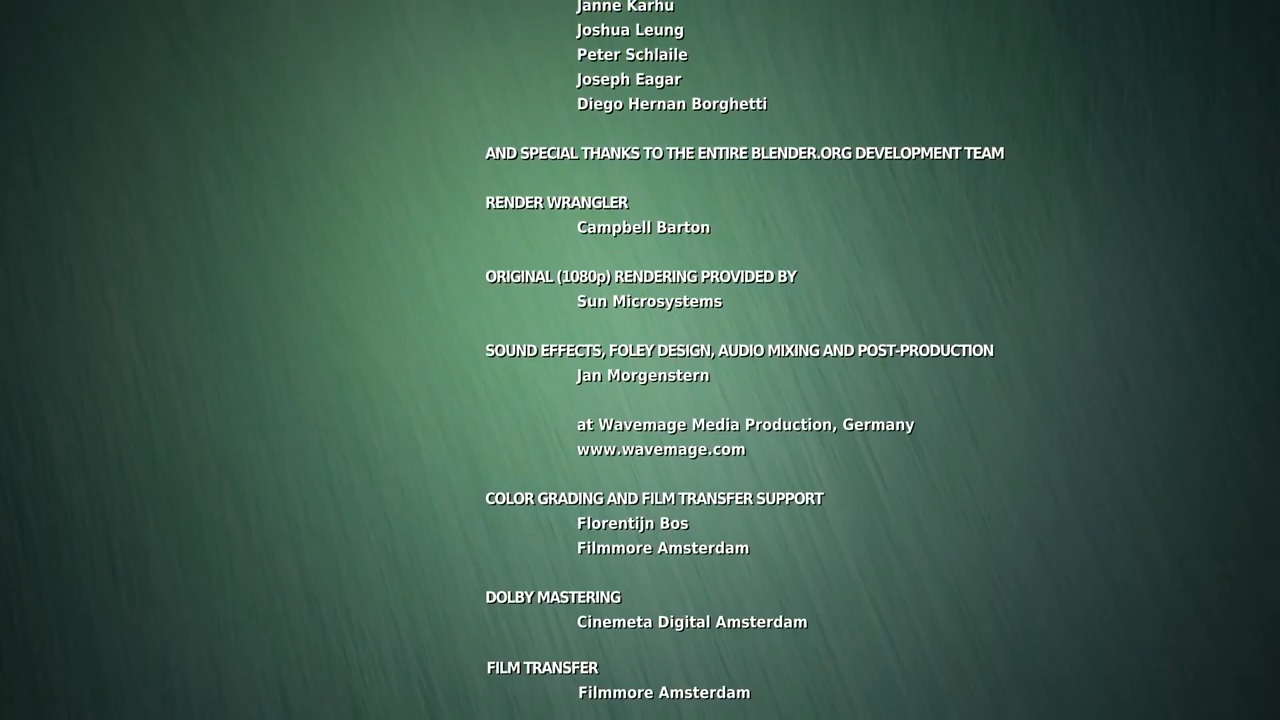 Janne Karhu
Joshua Leung
Peter Schlaile
Joseph Eagar
Diego Hernan Borghetti
AND SPECIAL THANKS TO THE ENTIRE BLENDER.ORG DEVELOPMENT TEAM
RENDER WRANGLER
Campbell Barton
ORIGINAL (1080p) RENDERING PROVIDED BY
Sun Microsystems
SOUND EFFECTS, FOLEY DESIGN, AUDIO MIXING AND POST-PRODUCTION
Jan Morgenstern
at Wavemage Media Production, Germany
www.wavemage.com
COLOR GRADING AND FILM TRANSFER SUPPORT
Florentijn Bos
Filmmore Amsterdam
DOLBY MASTERING
Cinemeta Digital Amsterdam
FILM TRANSFER
Filmmore Amsterdam